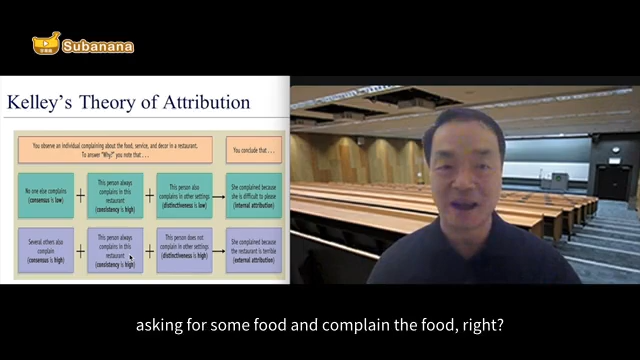 Subanana
Kelley's Theory of Attribution
You observe an individual complaining about the food, service, and decor in a restaurant.
To answer "Why?" you note that . . .
You conclude that . . .
No one else complains
(consensus is low)
+
This person always
complains in this
restaurant
(consistency is high)
+
This person also
complains in other settings
(distinctiveness is low)
She complained because
she is difficult to please
(internal attribution)
Several others also
complain
(consensus is high)
+
This person always
complains in this
restaurant
(consistency is high)
+
This person does not
complain in other settings
(distinctiveness is high)
She complained because
the restaurant is terrible
(external attribution)
asking for some food and complain the food, right?